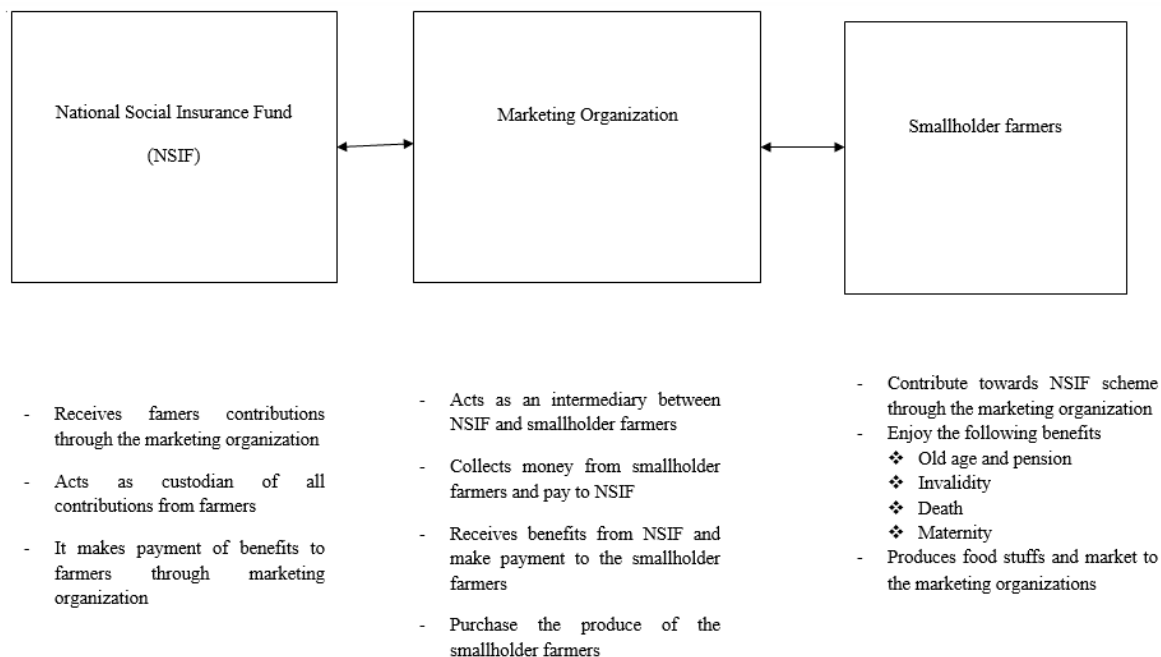 National Social Insurance Fund
(NSIF)
Marketing Organization
Smallholder farmers
- Receives famers contributions
through the marketing organization
- Acts as custodian of all
contributions from farmers
- It makes payment of benefits to
farmers through marketing
organization
- Acts as an intermediary between
NSIF and smallholder farmers
- Collects money from smallholder
farmers and pay to NSIF
- Receives benefits from NSIF and
make payment to the smallholder
farmers
- Purchase the produce of the
smallholder farmers
- Contribute towards NSIF scheme
through the marketing organization
- Enjoy the following benefits
❖ Old age and pension
❖ Invalidity
❖ Death
❖ Maternity
- Produces food stuffs and market to
the marketing organizations